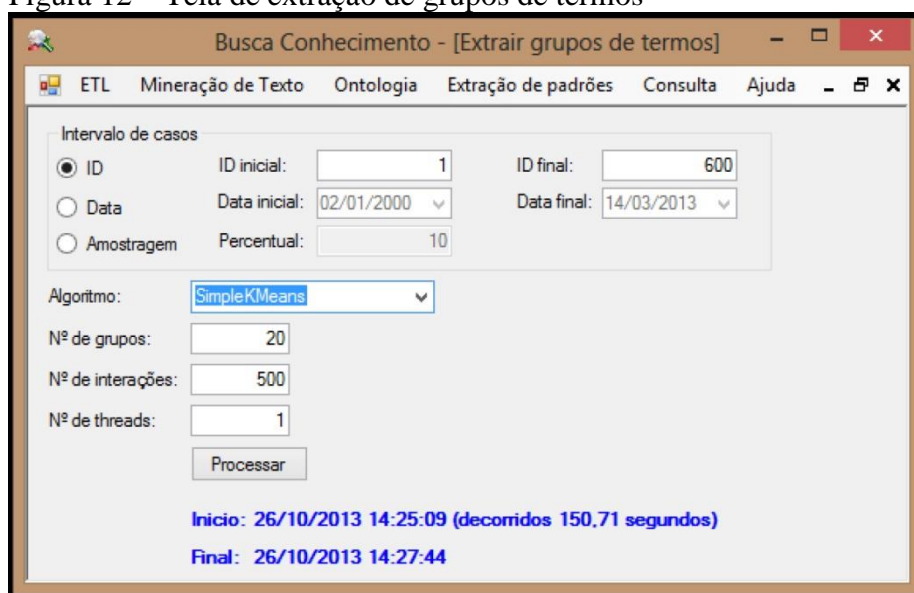 Figura 12 – Tela de extração de grupos de termos
Busca Conhecimento - [Extrair grupos de termos]
ETL Mineração de Texto Ontologia Extração de padrões Consulta Ajuda
Intervalo de casos
ID ID inicial: 1 ID final: 600
Data Data inicial: 02/01/2000 Data final: 14/03/2013
Amostragem Percentual: 10
Algoritmo: SimpleKMeans
Nº de grupos: 20
Nº de interações: 500
Nº de threads: 1
Processar
Inicio: 26/10/2013 14:25:09 (decorridos 150,71 segundos)
Final: 26/10/2013 14:27:44